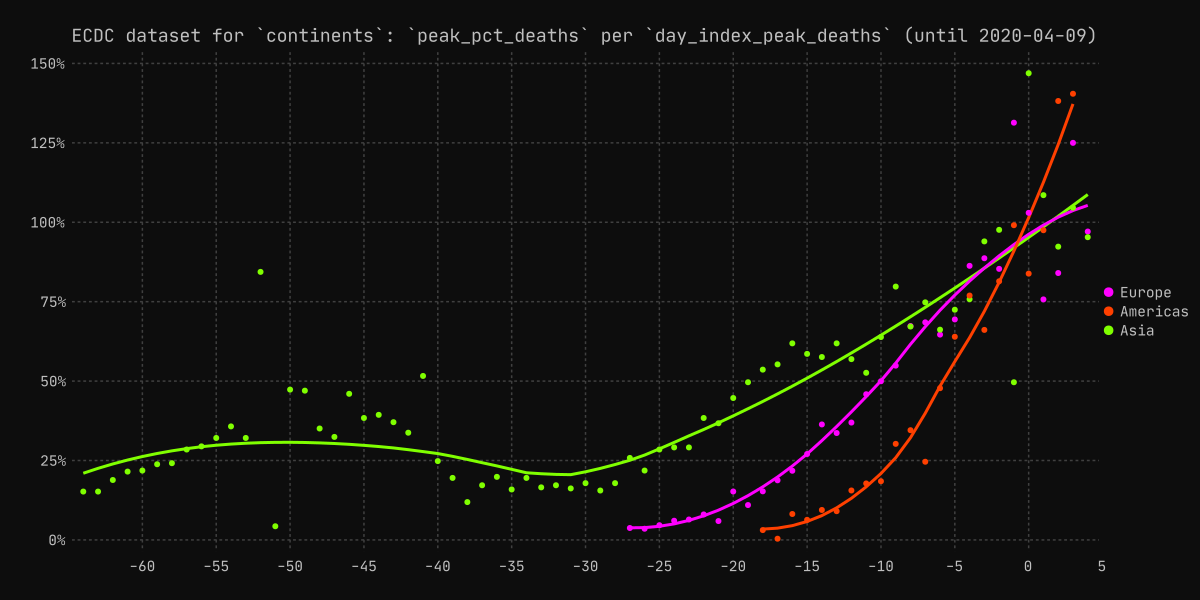 ECDC dataset for `continents`: `peak_pct_deaths` per `day_index_peak_deaths` (until 2020-04-09)
150%
125%
100%
75%
50%
25%
0%
Europe
Americas
Asia
-60 -55 -50 -45 -40 -35 -30 -25 -20 -15 -10 -5 0 5